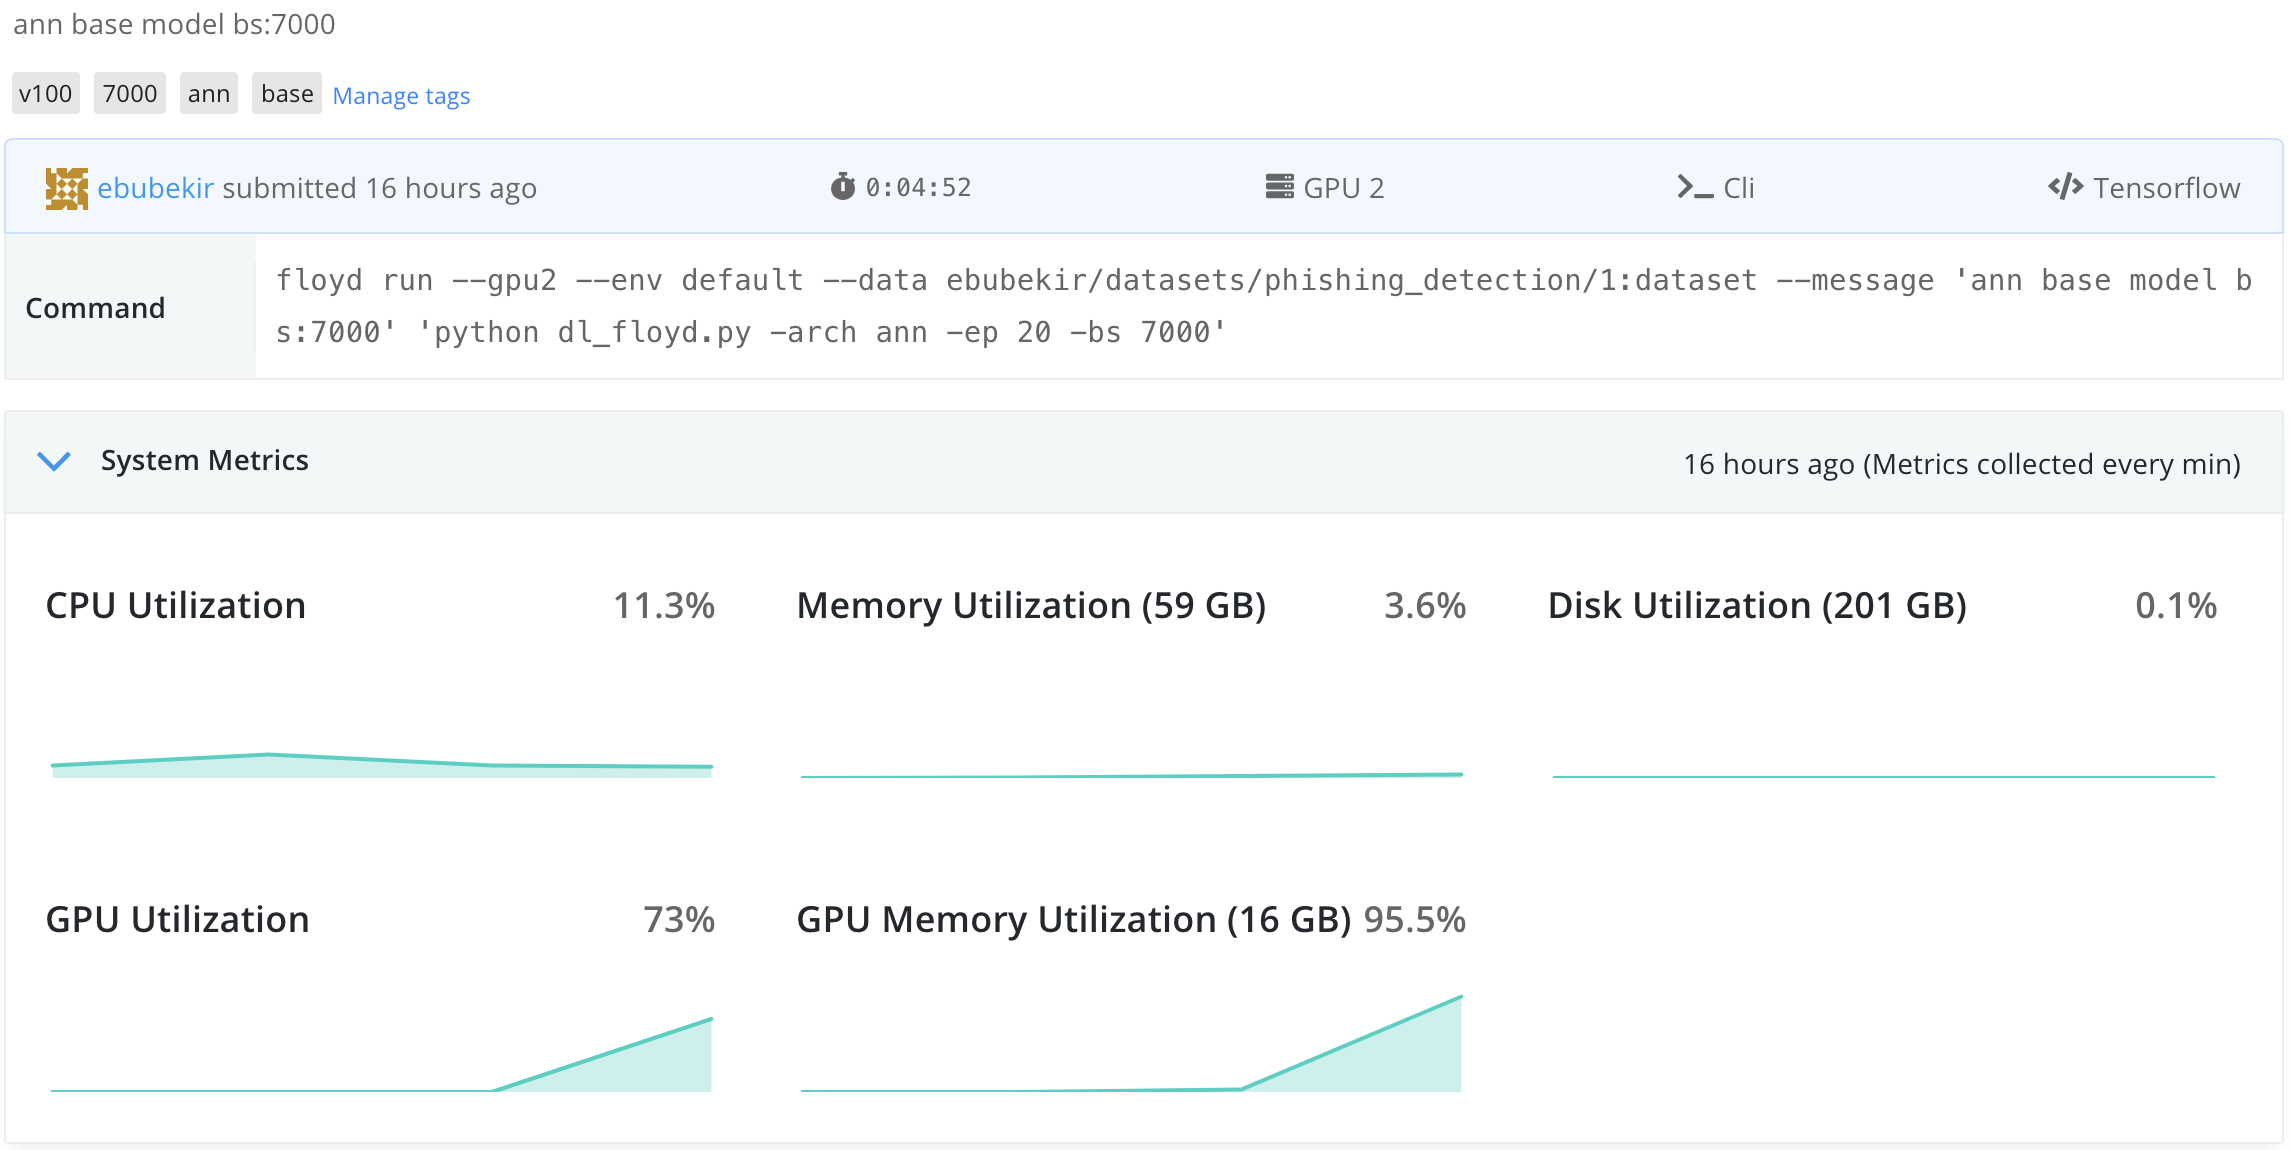 ann base model bs:7000
v100 7000 ann base Manage tags
ebubekir submitted 16 hours ago 0:04:52 GPU 2 Cli Tensorflow
Command
floyd run --gpu2 --env default --data ebubekir/datasets/phishing_detection/1:dataset --message 'ann base model b
s:7000' 'python dl_floyd.py -arch ann -ep 20 -bs 7000'
System Metrics 16 hours ago (Metrics collected every min)
CPU Utilization 11.3% Memory Utilization (59 GB) 3.6% Disk Utilization (201 GB) 0.1%
GPU Utilization 73% GPU Memory Utilization (16 GB) 95.5%